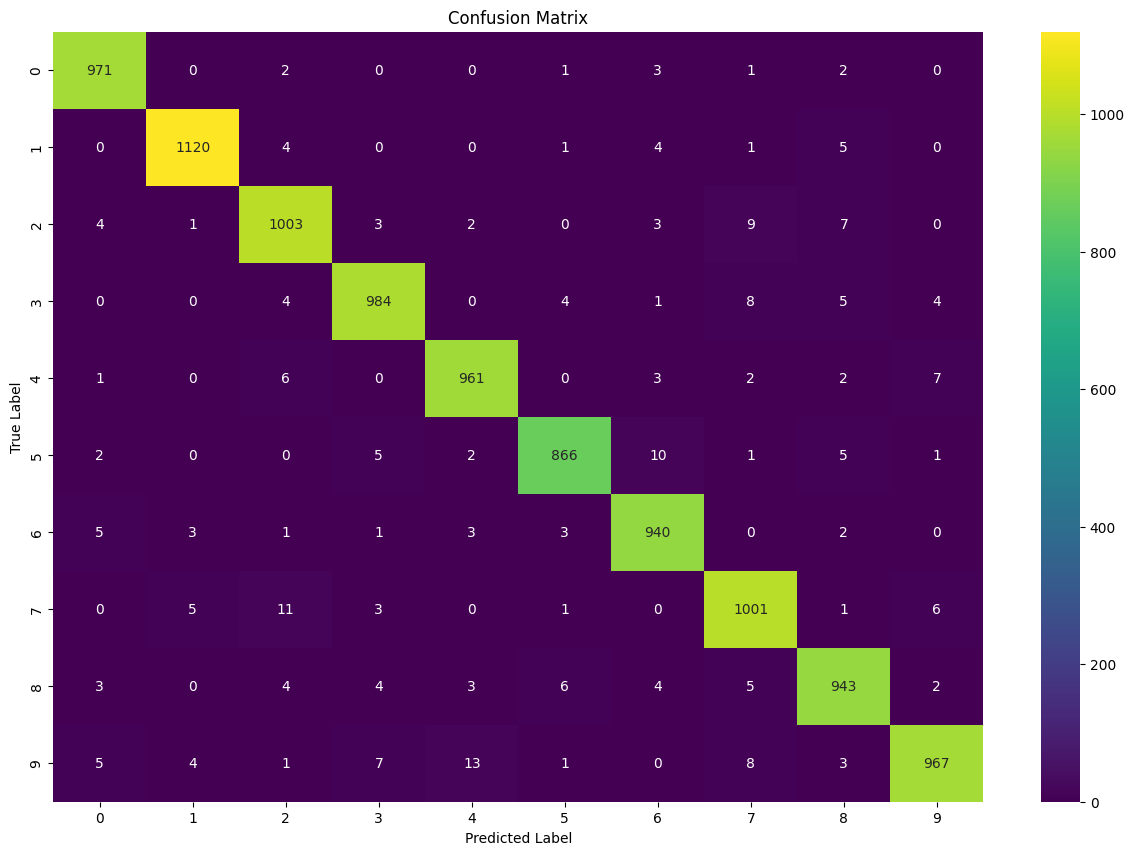 Confusion Matrix
0 971 0 2 0 0 1 3 1 2 0
1 0 1120 4 0 0 1 4 1 5 0
2 4 1 1003 3 2 0 3 9 7 0
3 0 0 4 984 0 4 1 8 5 4
4 1 0 6 0 961 0 3 2 2 7
5 2 0 0 5 2 866 10 1 5 1
6 5 3 1 1 3 3 940 0 2 0
7 0 5 11 3 0 1 0 1001 1 6
8 3 0 4 4 3 6 4 5 943 2
9 5 4 1 7 13 1 0 8 3 967
0 1 2 3 4 5 6 7 8 9
Predicted Label
True Label
1000
800
600
400
200
0